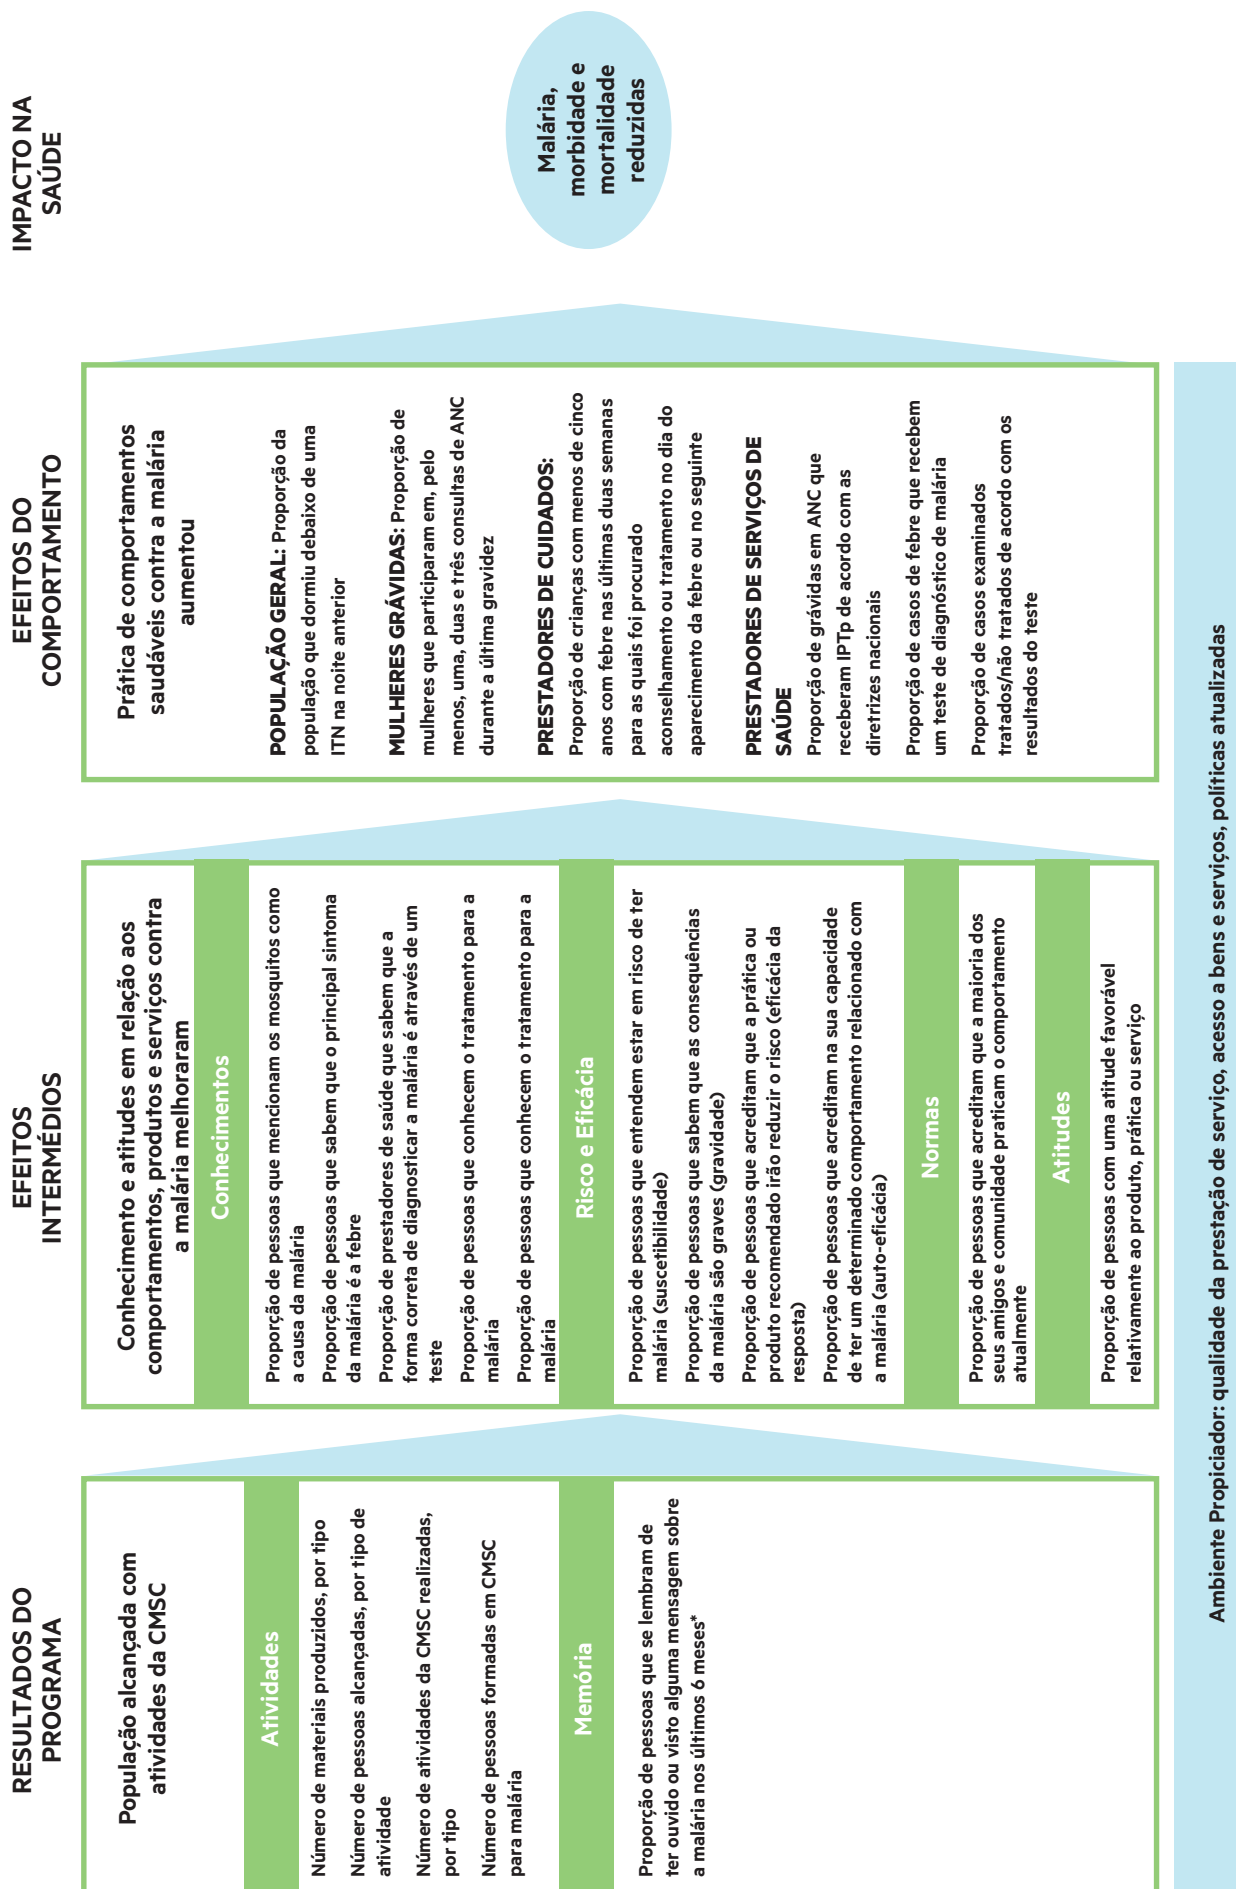 RESULTADOS DO
PROGRAMA
População alcançada com
atividades da CMSC
Atividades
Número de materiais produzidos, por tipo
Número de pessoas alcançadas, por tipo de
atividade
Número de atividades da CMSC realizadas,
por tipo
Número de pessoas formadas em CMSC
para malária
Memória
Proporção de pessoas que se lembram de
ter ouvido ou visto alguma mensagem sobre
a malária nos últimos 6 meses*
EFEITOS
INTERMÉDIOS
Conhecimento e atitudes em relação aos
comportamentos, produtos e serviços contra
a malária melhoraram
Conhecimentos
Proporção de pessoas que mencionam os mosquitos como
a causa da malária
Proporção de pessoas que sabem que o principal sintoma
da malária é a febre
Proporção de prestadores de saúde que sabem que a
forma correta de diagnosticar a malária é através de um
teste
Proporção de pessoas que conhecem o tratamento para a
malária
Proporção de pessoas que conhecem o tratamento para a
malária
Risco e Eficácia
Proporção de pessoas que entendem estar em risco de ter
malária (suscetibilidade)
Proporção de pessoas que sabem que as consequências
da malária são graves (gravidade)
Proporção de pessoas que acreditam que a prática ou
produto recomendado irão reduzir o risco (eficácia da
resposta)
Proporção de pessoas que acreditam na sua capacidade
de ter um determinado comportamento relacionado com
a malária (auto-eficácia)
Normas
Proporção de pessoas que acreditam que a maioria dos
seus amigos e comunidade praticam o comportamento
atualmente
Atitudes
Proporção de pessoas com uma atitude favorável
relativamente ao produto, prática ou serviço
EFEITOS DO
COMPORTAMENTO
Prática de comportamentos
saudáveis contra a malária
aumentou
POPULAÇÃO GERAL: Proporção da
população que dormiu debaixo de uma
ITN na noite anterior
MULHERES GRÁVIDAS: Proporção de
mulheres que participaram em, pelo
menos, uma, duas e três consultas de ANC
durante a última gravidez
PRESTADORES DE CUIDADOS:
Proporção de crianças com menos de cinco
anos com febre nas últimas duas semanas
para as quais foi procurado
aconselhamento ou tratamento no dia do
aparecimento da febre ou no seguinte
PRESTADORES DE SERVIÇOS DE
SAÚDE
Proporção de grávidas em ANC que
receberam IPTp de acordo com as
diretrizes nacionais
Proporção de casos de febre que recebem
um teste de diagnóstico de malária
Proporção de casos examinados
tratados/não tratados de acordo com os
resultados do teste
IMPACTO NA
SAÚDE
Malária,
morbidade e
mortalidade
reduzidas
Ambiente Propiciador: qualidade da prestação de serviço, acesso a bens e serviços, políticas atualizadas